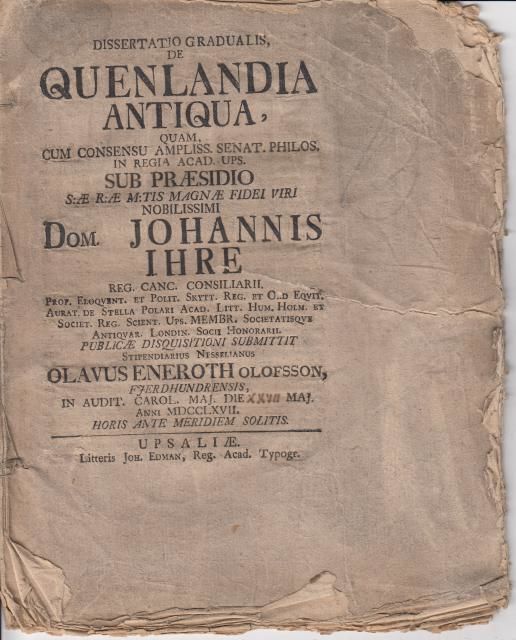 DISSERTATIO GRADUALIS,
DE
QUENLANDIA
ANTIQUA,
QUAM,
CUM CONSENSU AMPLISS. SENAT. PHILOS.
IN REGIA ACAD. UPS.
SUB PRÆSIDIO
S:Æ R:Æ M:TIS MAGNÆ FIDEI VIRI
NOBILISSIMI
DOM. JOHANNIS
IHRE
REG. CANC. CONSILIARII.
PROF. ELOQVENT. ET POLIT. SKYTT. REG. ET O..D EQVIT.
AURAT. DE STELLA POLARI ACAD. LITT. HUM. HOLM. ET
SOCIET. REG. SCIENT. UPS. MEMBR. SOCIETATISQVE
ANTIQVAR. LONDIN. SOCII HONORARII.
PUBLICÆ DISQUISITIONI SUBMITTIT
STIPENDIARIUS NESSELIANUS
OLAVUS ENEROTH OLOFSSON,
FJERDHUNDRENSIS,
IN AUDIT. CAROL. MAJ. DIE XXVII MAJ.
ANNI MDCCLXVII.
HORIS ANTE MERIDIEM SOLITIS.
UPSALIÆ.
Litteris JOH. EDMAN, Reg. Acad. Typogr.